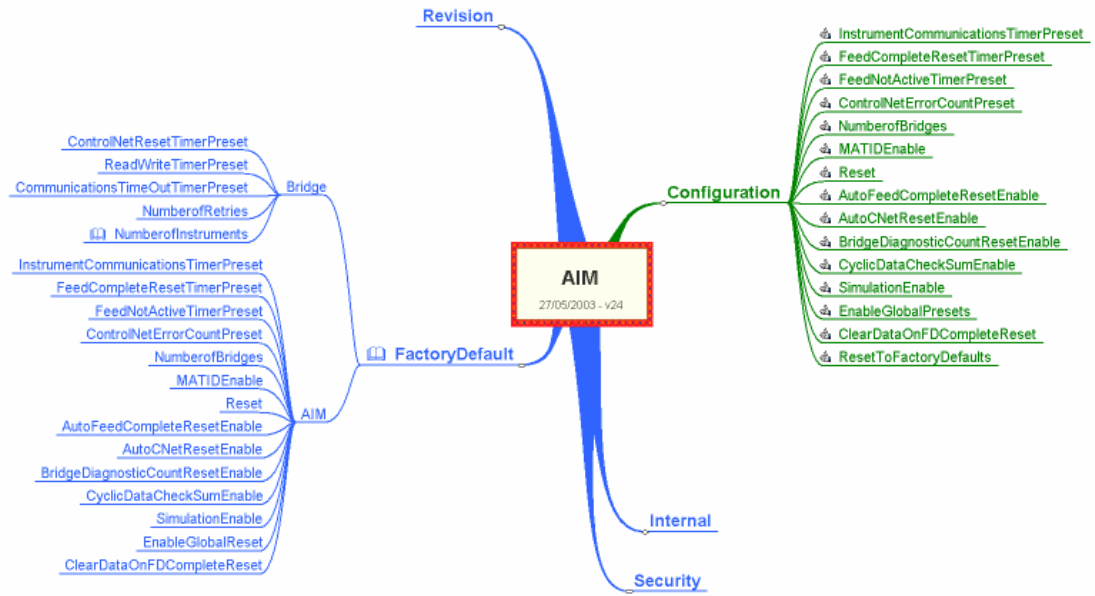 Revision
InstrumentCommunicationsTimerPreset
FeedCompleteResetTimerPreset
FeedNotActiveTimerPreset
ControlNetErrorCountPreset
NumberofBridges
MATIDEnable
Reset
AutoFeedCompleteResetEnable
AutoCNetResetEnable
BridgeDiagnosticCountResetEnable
CyclicDataCheckSumEnable
SimulationEnable
EnableGlobalPresets
ClearDataOnFDCompleteReset
ResetToFactoryDefaults
Configuration
AIM
27/05/2003 - v24
ControlNetResetTimerPreset
ReadWriteTimerPreset
CommunicationsTimeOutTimerPreset
NumberofRetries
NumberofInstruments
Bridge
InstrumentCommunicationsTimerPreset
FeedCompleteResetTimerPreset
FeedNotActiveTimerPreset
ControlNetErrorCountPreset
NumberofBridges
MATIDEnable
Reset
AutoFeedCompleteResetEnable
AutoCNetResetEnable
BridgeDiagnosticCountResetEnable
CyclicDataCheckSumEnable
SimulationEnable
EnableGlobalReset
ClearDataOnFDCompleteReset
AIM
FactoryDefault
Internal
Security